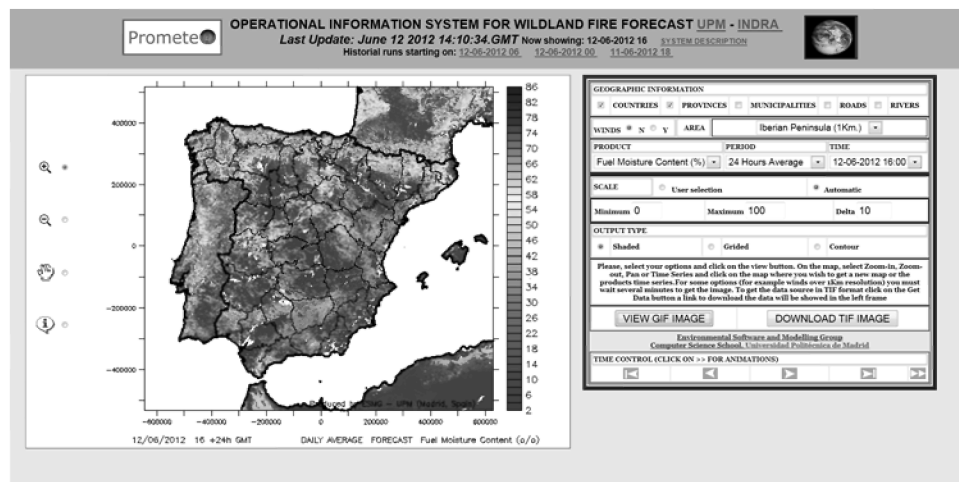 Prometeo
OPERATIONAL INFORMATION SYSTEM FOR WILDLAND FIRE FORECAST UPM - INDRA
Last Update: June 12 2012 14:10:34.GMT Now showing: 12-06-2012 16 SYSTEM DESCRIPTION
Historial runs starting on: 12-06-2012 06 12-06-2012 00 11-06-2012 18
86
82
78
74
70
66
62
58
54
50
46
42
38
34
30
26
22
18
14
10
6
2
400000
200000
0
-200000
-400000
Produced by ESMG - UPM (Madrid, Spain)
-600000 -400000 -200000 0 200000 400000 600000
12/06/2012 16 +24h GMT DAILY AVERAGE FORECAST Fuel Moisture Content (o/o)
GEOGRAPHIC INFORMATION
COUNTRIES PROVINCES MUNICIPALITIES ROADS RIVERS
WINDS N Y AREA Iberian Peninsula (1Km.)
PRODUCT PERIOD TIME
Fuel Moisture Content (%) 24 Hours Average 12-06-2012 16:00
SCALE User selection Automatic
Minimum 0 Maximum 100 Delta 10
OUTPUT TYPE
Shaded Grided Contour
Please, select your options and click on the view button. On the map, select Zoom-in, Zoom-
out, Pan or Time Series and click on the map where you wish to get a new map or the
products time series.For some options (for example winds over 1Km resolution) you must
wait several minutes to get the image. To get the data source in TIF format click on the Get
Data button a link to download the data will be showed in the left frame
VIEW GIF IMAGE DOWNLOAD TIF IMAGE
Environmental Software and Modelling Group
Computer Science School. Universidad Politécnica de Madrid
TIME CONTROL (CLICK ON >> FOR ANIMATIONS)